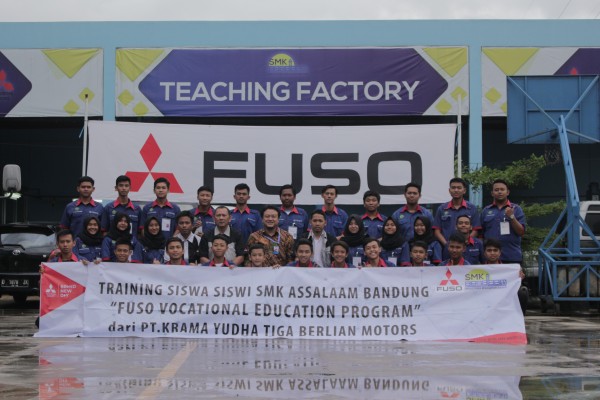 SMK
TEACHING FACTORY
FUSO
TRAINING SISWA SISWI SMK ASSALAAM BANDUNG
"FUSO VOCATIONAL EDUCATION PROGRAM"
dari PT.KRAMA YUDHA TIGA BERLIAN MOTORS
FUSO
SMK